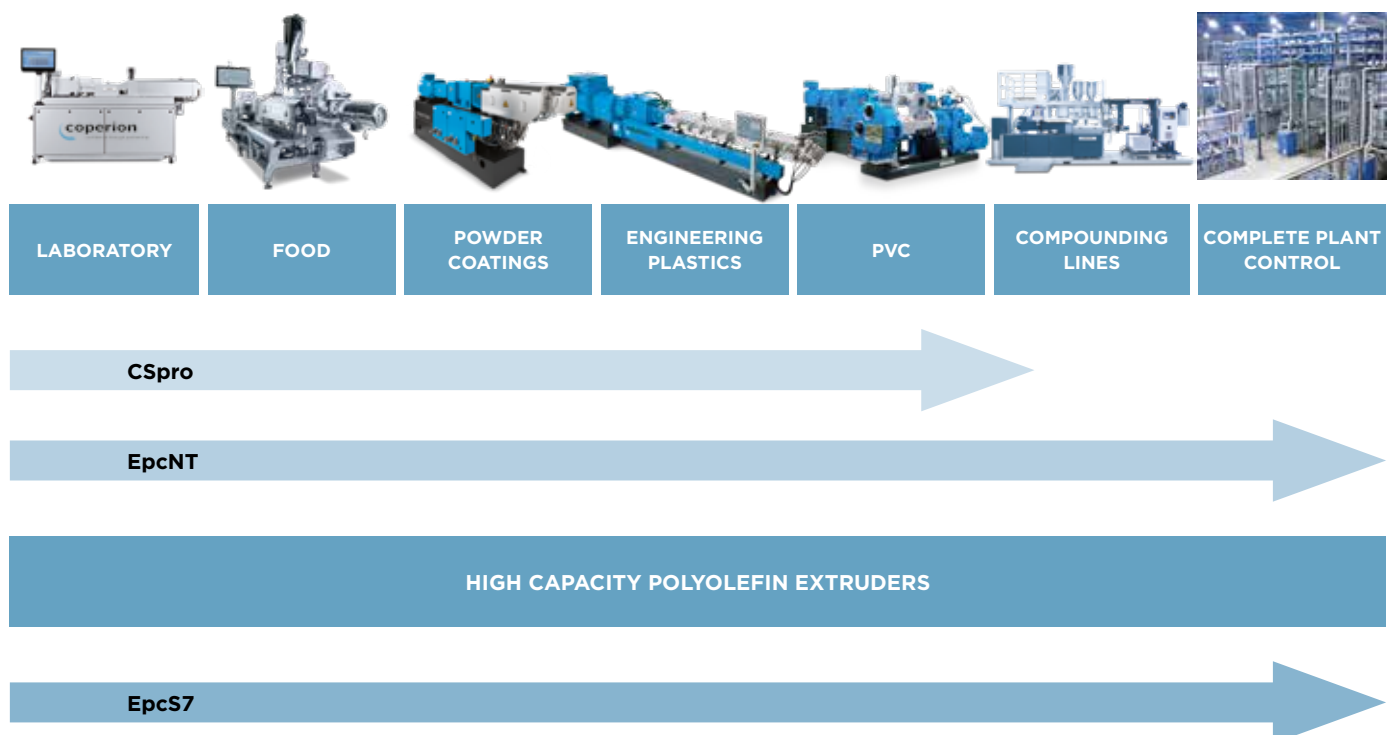 coperion
LABORATORY
FOOD
POWDER
COATINGS
ENGINEERING
PLASTICS
PVC
COMPOUNDING
LINES
COMPLETE PLANT
CONTROL
CSpro
EpcNT
HIGH CAPACITY POLYOLEFIN EXTRUDERS
EpcS7